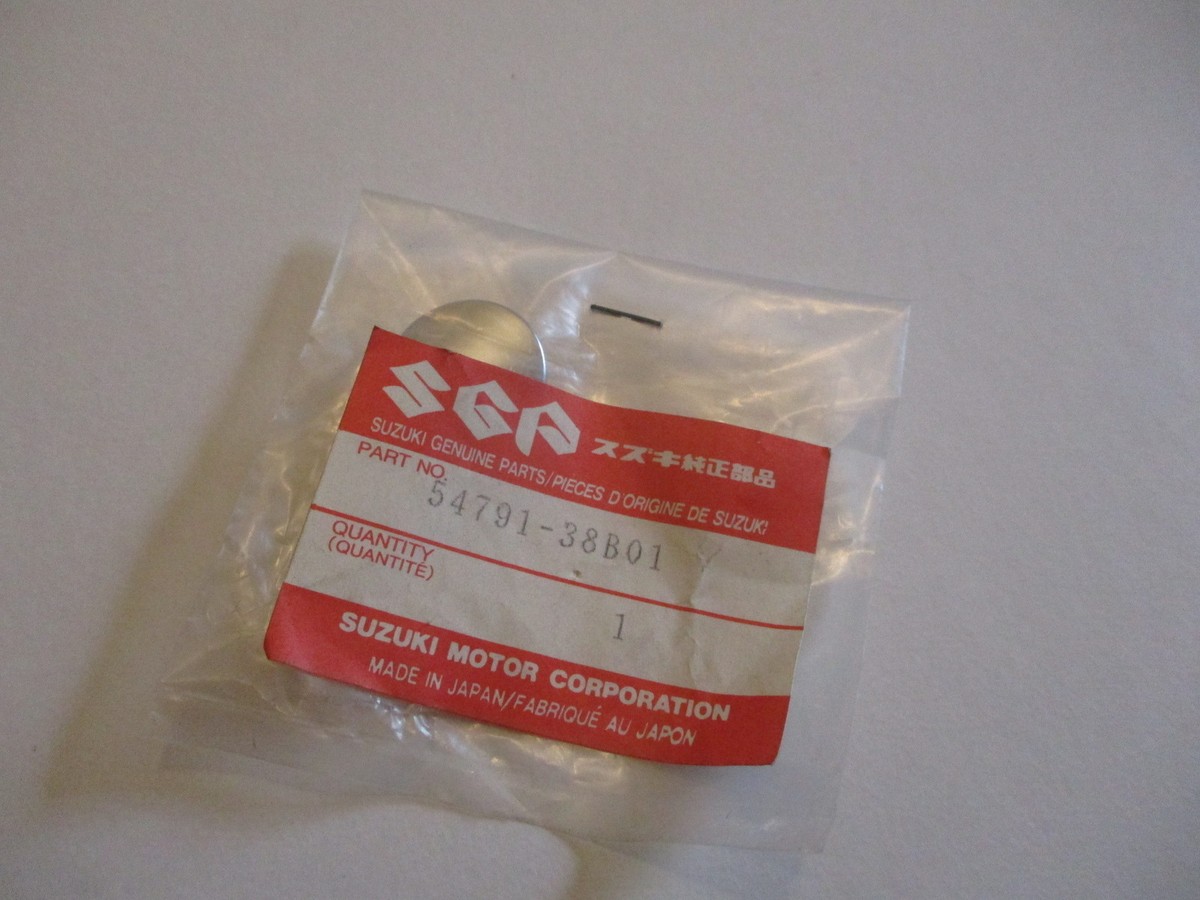 SGP スズキ純正部品
SUZUKI GENUINE PARTS/PIECES D'ORIGINE DE SUZUKI
PART NO.
54791-38B01
QUANTITY
(QUANTITÉ)
1
SUZUKI MOTOR CORPORATION
MADE IN JAPAN/FABRIQUÉ AU JAPON